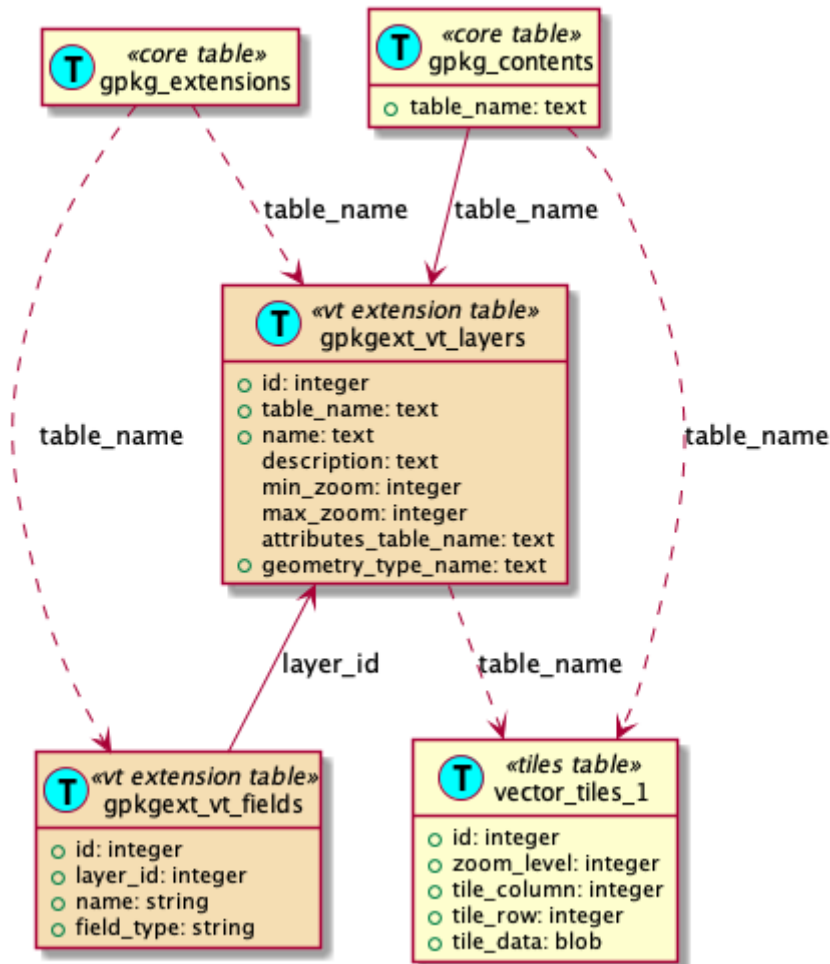 T
«core table»
gpkg_extensions
T
«core table»
gpkg_contents
table_name: text
table_name
table_name
T
«vt extension table»
gpkgext_vt_layers
id: integer
table_name: text
name: text
description: text
min_zoom: integer
max_zoom: integer
attributes_table_name: text
geometry_type_name: text
table_name
table_name
layer_id
table_name
T
«vt extension table»
gpkgext_vt_fields
id: integer
layer_id: integer
name: string
field_type: string
T
«tiles table»
vector_tiles_1
id: integer
zoom_level: integer
tile_column: integer
tile_row: integer
tile_data: blob